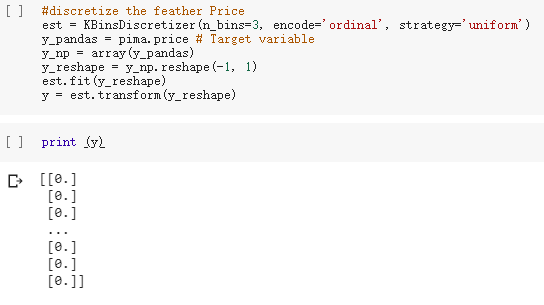 [ ] #discretize the feather Price
est = KBinsDiscretizer(n_bins=3, encode='ordinal', strategy='uniform')
y_pandas = pima.price # Target variable
y_np = array(y_pandas)
y_reshape = y_np.reshape(-1, 1)
est.fit(y_reshape)
y = est.transform(y_reshape)
[ ] print (y)
[[0.]
[0.]
[0.]
...
[0.]
[0.]
[0.]]